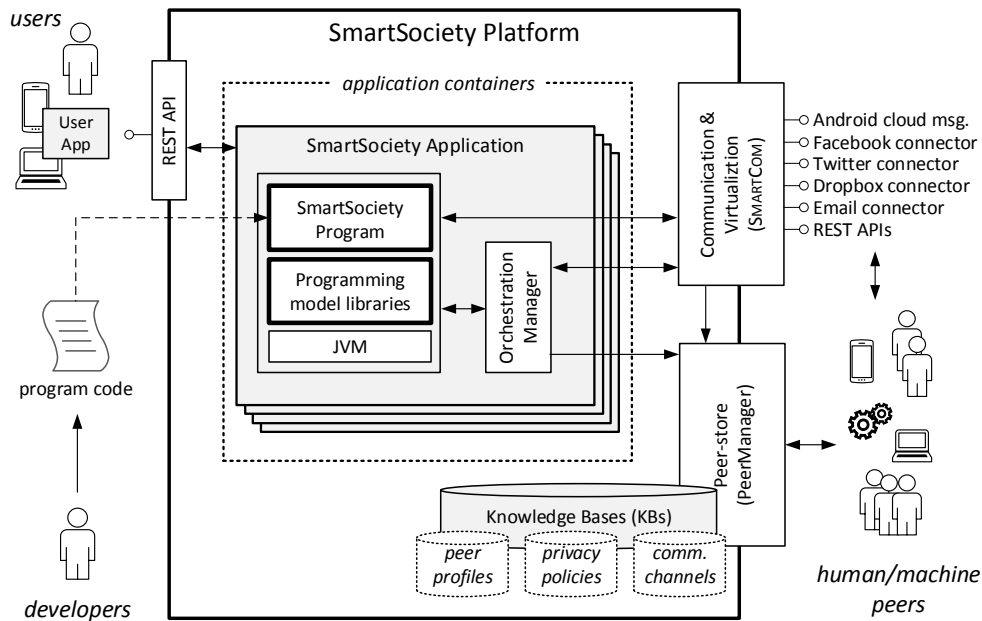 users
SmartSociety Platform
application containers
User
App
REST API
SmartSociety Application
SmartSociety
Program
Programming
model libraries
JVM
Orchestration
Manager
Communication &
Virtualiztion
(SMARTCOM)
Android cloud msg.
Facebook connector
Twitter connector
Dropbox connector
Email connector
REST APIs
program code
Peer-store
(PeerManager)
Knowledge Bases (KBs)
peer
profiles
privacy
policies
comm.
channels
developers
human/machine
peers